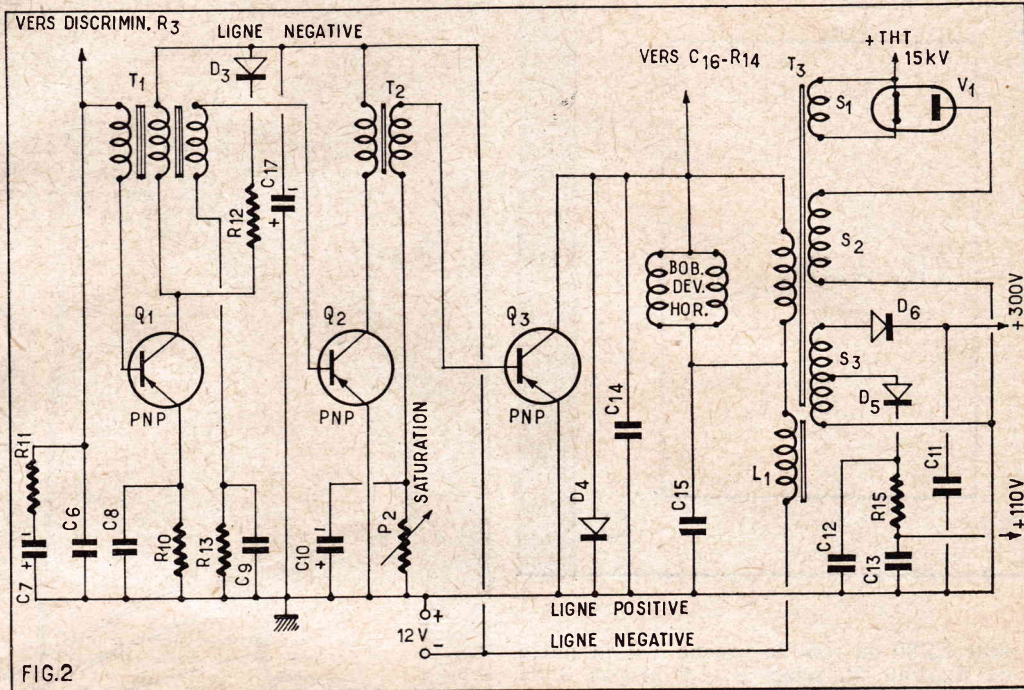 VERS DISCRIMIN. R3
LIGNE NEGATIVE
D3
T1
T2
C17
R12
VERS C16-R14
+THT
15kV
T3
S1
V1
S2
BOB.
DEV.
HOR.
D6
+300V
S3
D5
Q1
PNP
Q2
PNP
Q3
PNP
R11
C7
+
-
C6
C8
R10
R13
C9
C10
+
-
P2
SATURATION
D4
C14
C15
L1
C12
R15
C13
C11
+110V
+
12V
-
LIGNE POSITIVE
LIGNE NEGATIVE
FIG.2